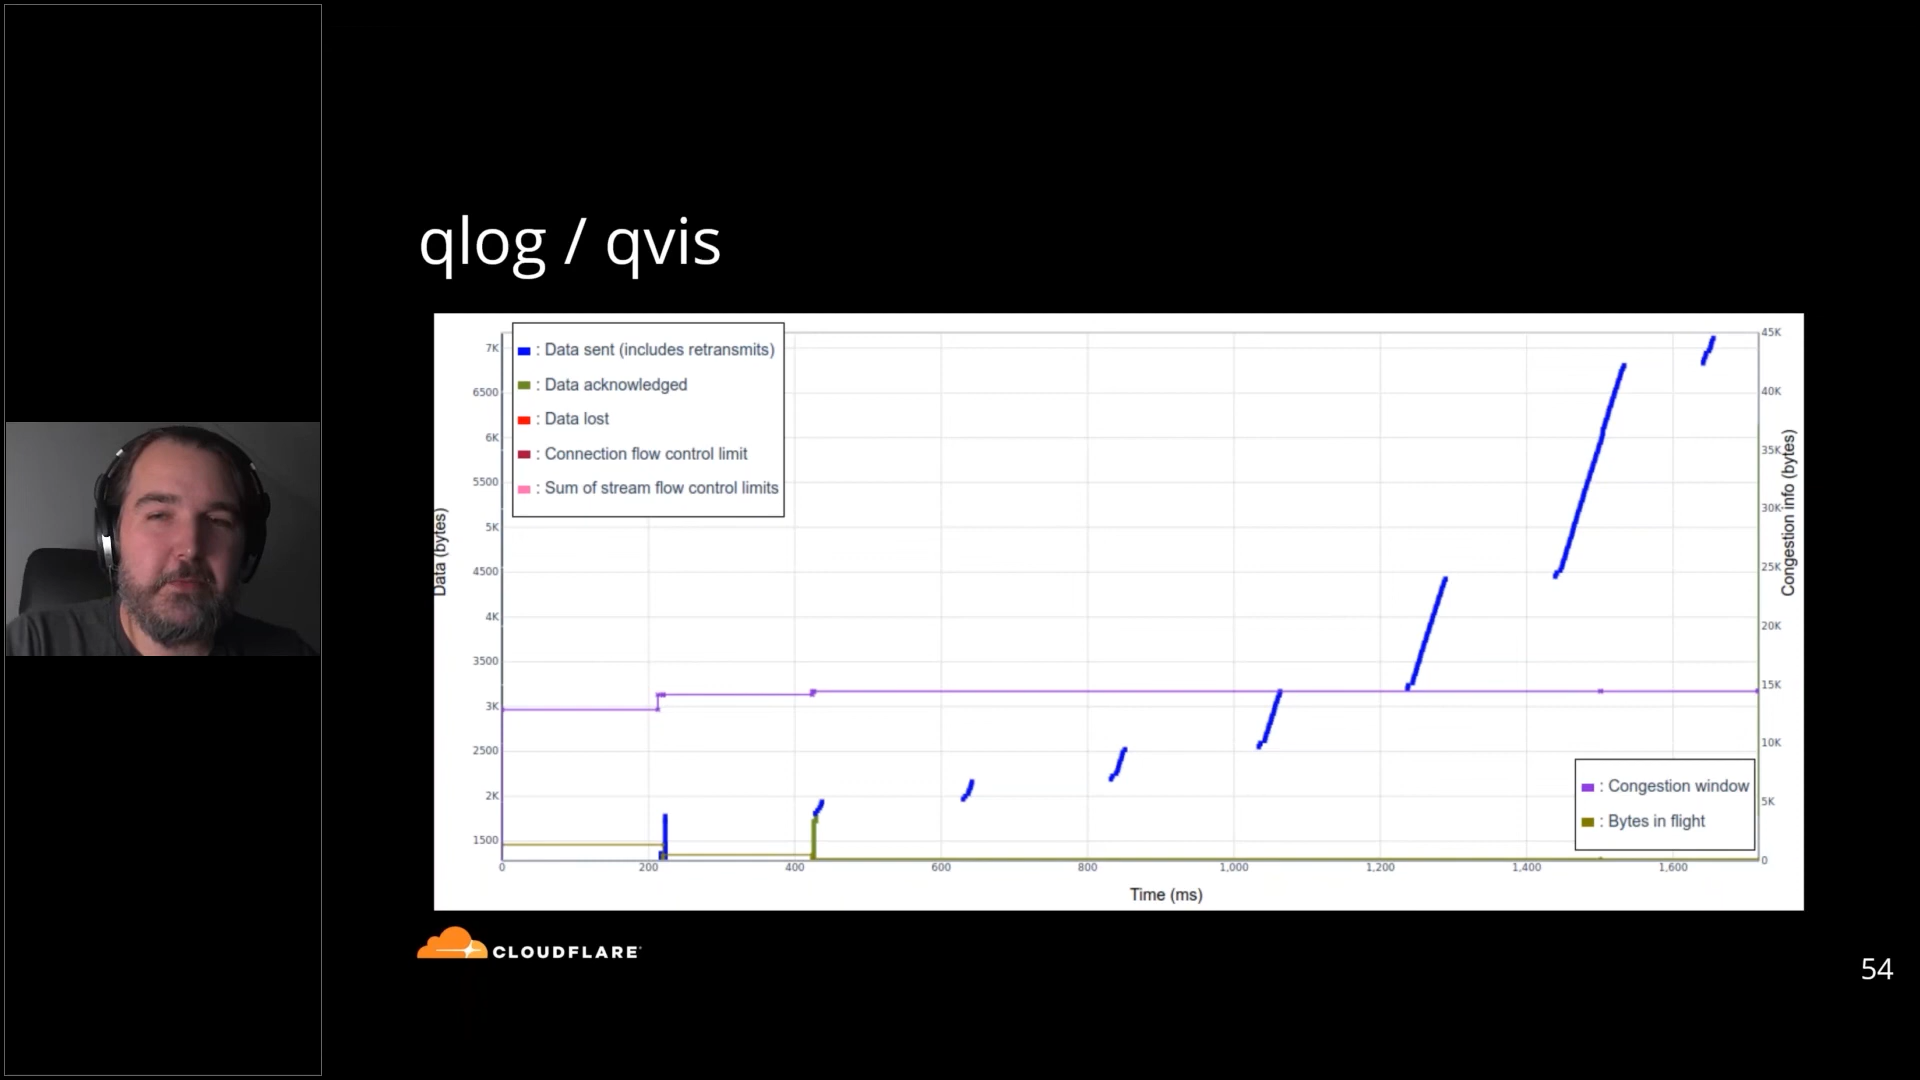 qlog / qvis
: Data sent (includes retransmits)
: Data acknowledged
: Data lost
: Connection flow control limit
: Sum of stream flow control limits
7K
6500
6K
5500
5K
4500
4K
3500
3K
2500
2K
1500
Data (bytes)
45K
40K
35K
30K
25K
20K
15K
10K
5K
0
Congestion info (bytes)
: Congestion window
: Bytes in flight
0 200 400 600 800 1,000 1,200 1,400 1,600
Time (ms)
CLOUDFLARE
54